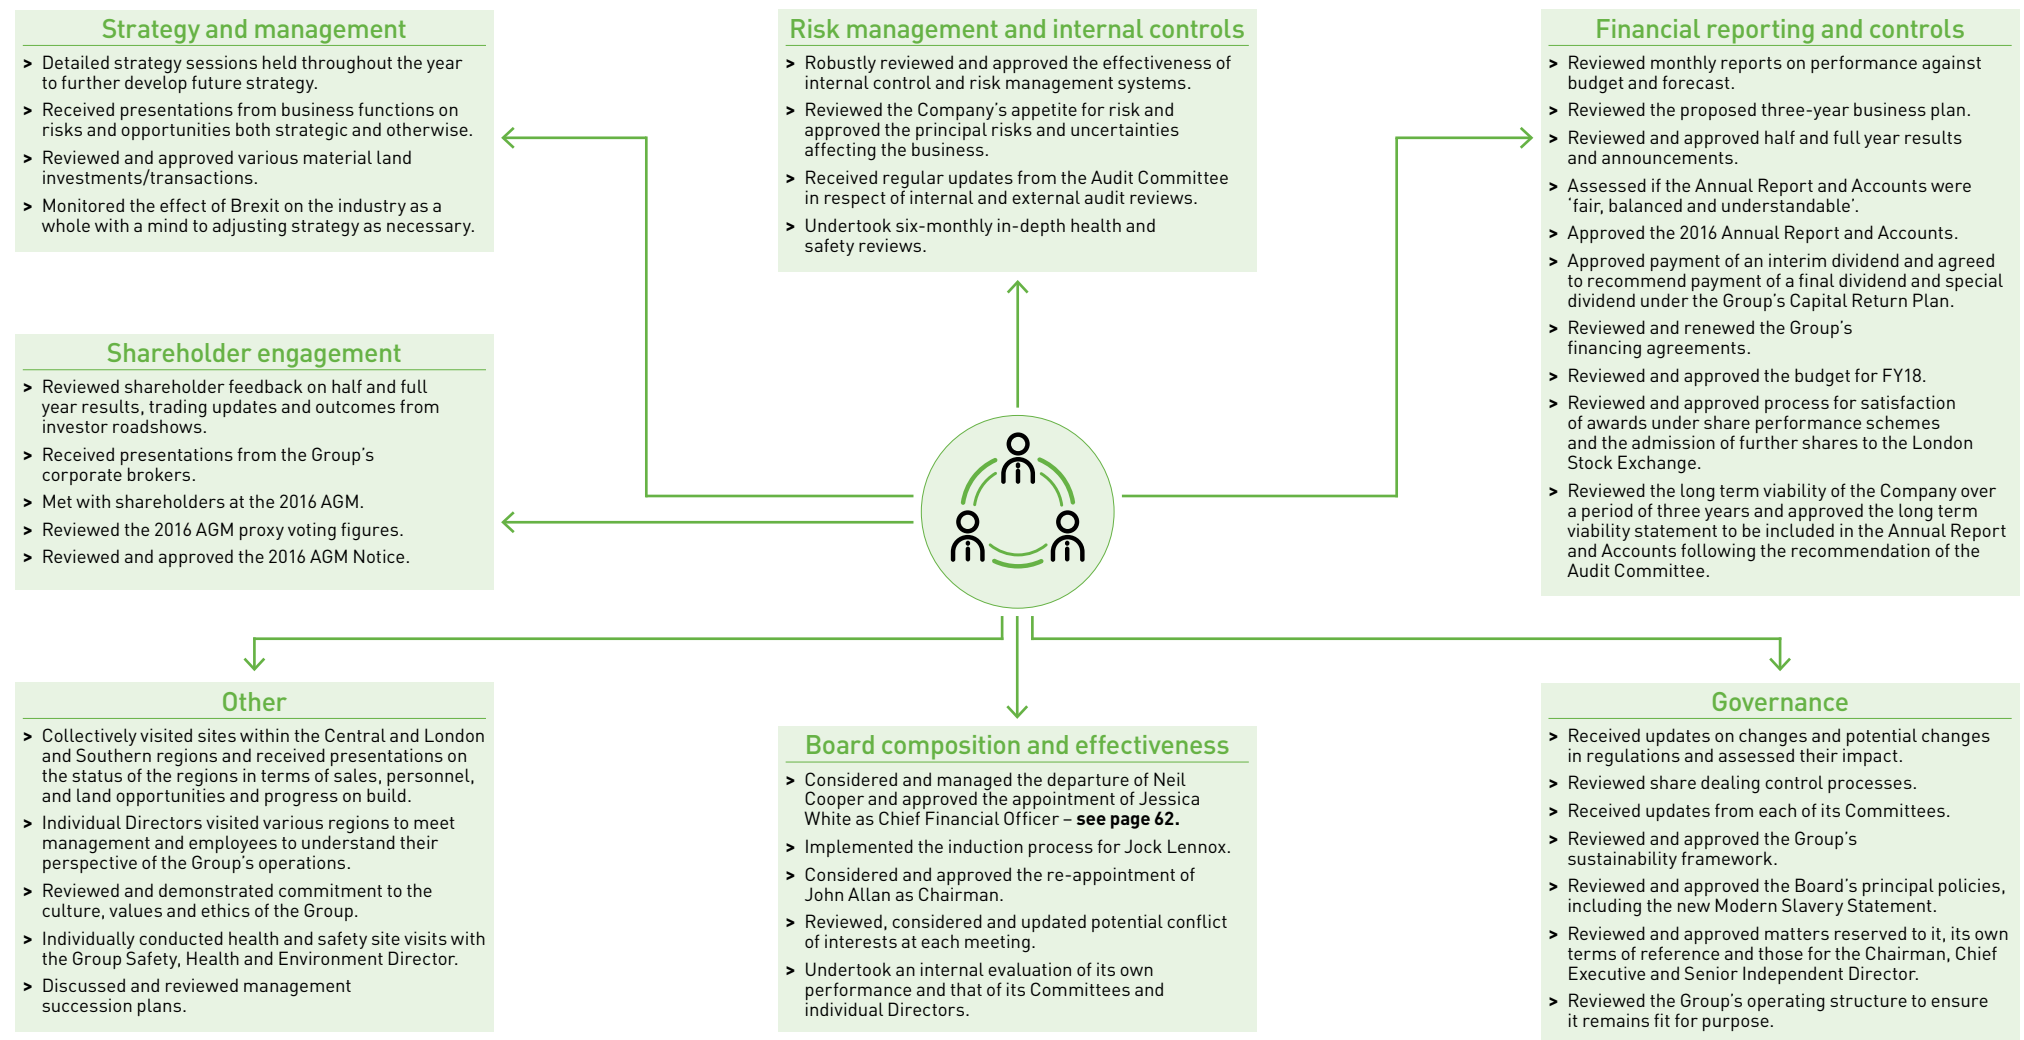 Strategy and management
> Detailed strategy sessions held throughout the year
to further develop future strategy.
> Received presentations from business functions on
risks and opportunities both strategic and otherwise.
> Reviewed and approved various material land
investments/transactions.
> Monitored the effect of Brexit on the industry as a
whole with a mind to adjusting strategy as necessary.
Shareholder engagement
> Reviewed shareholder feedback on half and full
year results, trading updates and outcomes from
investor roadshows.
> Received presentations from the Group’s
corporate brokers.
> Met with shareholders at the 2016 AGM.
> Reviewed the 2016 AGM proxy voting figures.
> Reviewed and approved the 2016 AGM Notice.
Risk management and internal controls
> Robustly reviewed and approved the effectiveness of
internal control and risk management systems.
> Reviewed the Company’s appetite for risk and
approved the principal risks and uncertainties
affecting the business.
> Received regular updates from the Audit Committee
in respect of internal and external audit reviews.
> Undertook six-monthly in-depth health and
safety reviews.
Financial reporting and controls
> Reviewed monthly reports on performance against
budget and forecast.
> Reviewed the proposed three-year business plan.
> Reviewed and approved half and full year results
and announcements.
> Assessed if the Annual Report and Accounts were
‘fair, balanced and understandable’.
> Approved the 2016 Annual Report and Accounts.
> Approved payment of an interim dividend and agreed
to recommend payment of a final dividend and special
dividend under the Group’s Capital Return Plan.
> Reviewed and renewed the Group’s
financing agreements.
> Reviewed and approved the budget for FY18.
> Reviewed and approved process for satisfaction
of awards under share performance schemes
and the admission of further shares to the London
Stock Exchange.
> Reviewed the long term viability of the Company over
a period of three years and approved the long term
viability statement to be included in the Annual Report
and Accounts following the recommendation of the
Audit Committee.
Other
> Collectively visited sites within the Central and London
and Southern regions and received presentations on
the status of the regions in terms of sales, personnel,
and land opportunities and progress on build.
> Individual Directors visited various regions to meet
management and employees to understand their
perspective of the Group’s operations.
> Reviewed and demonstrated commitment to the
culture, values and ethics of the Group.
> Individually conducted health and safety site visits with
the Group Safety, Health and Environment Director.
> Discussed and reviewed management
succession plans.
Board composition and effectiveness
> Considered and managed the departure of Neil
Cooper and approved the appointment of Jessica
White as Chief Financial Officer – see page 62.
> Implemented the induction process for Jock Lennox.
> Considered and approved the re-appointment of
John Allan as Chairman.
> Reviewed, considered and updated potential conflict
of interests at each meeting.
> Undertook an internal evaluation of its own
performance and that of its Committees and
individual Directors.
Governance
> Received updates on changes and potential changes
in regulations and assessed their impact.
> Reviewed share dealing control processes.
> Received updates from each of its Committees.
> Reviewed and approved the Group’s
sustainability framework.
> Reviewed and approved the Board’s principal policies,
including the new Modern Slavery Statement.
> Reviewed and approved matters reserved to it, its own
terms of reference and those for the Chairman, Chief
Executive and Senior Independent Director.
> Reviewed the Group’s operating structure to ensure
it remains fit for purpose.